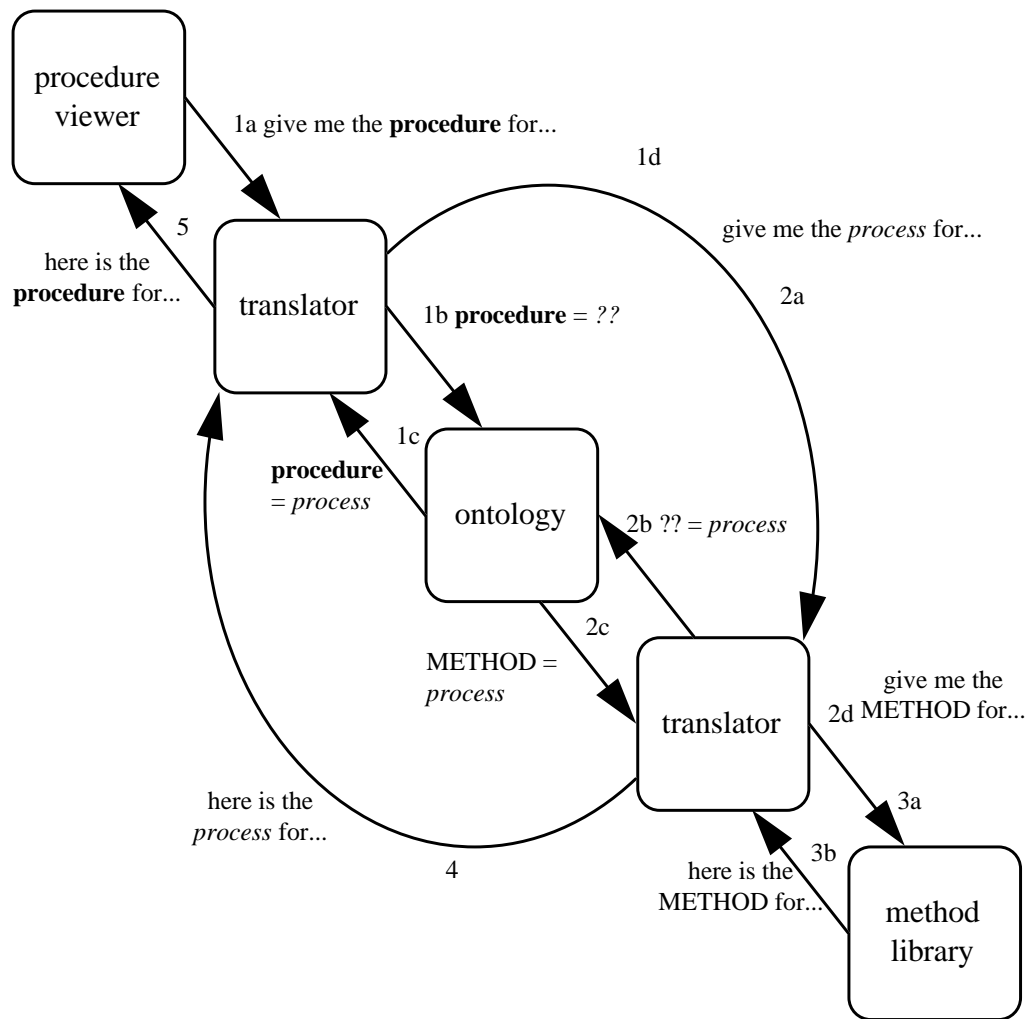 procedure
viewer
1a give me the procedure for...
1d
5
give me the process for...
here is the
procedure for...
translator
2a
1b procedure = ??
1c
procedure
= process
ontology
2b ?? = process
2c
METHOD =
process
give me the
2d METHOD for...
translator
here is the
process for...
3a
4
3b
here is the
METHOD for...
method
library